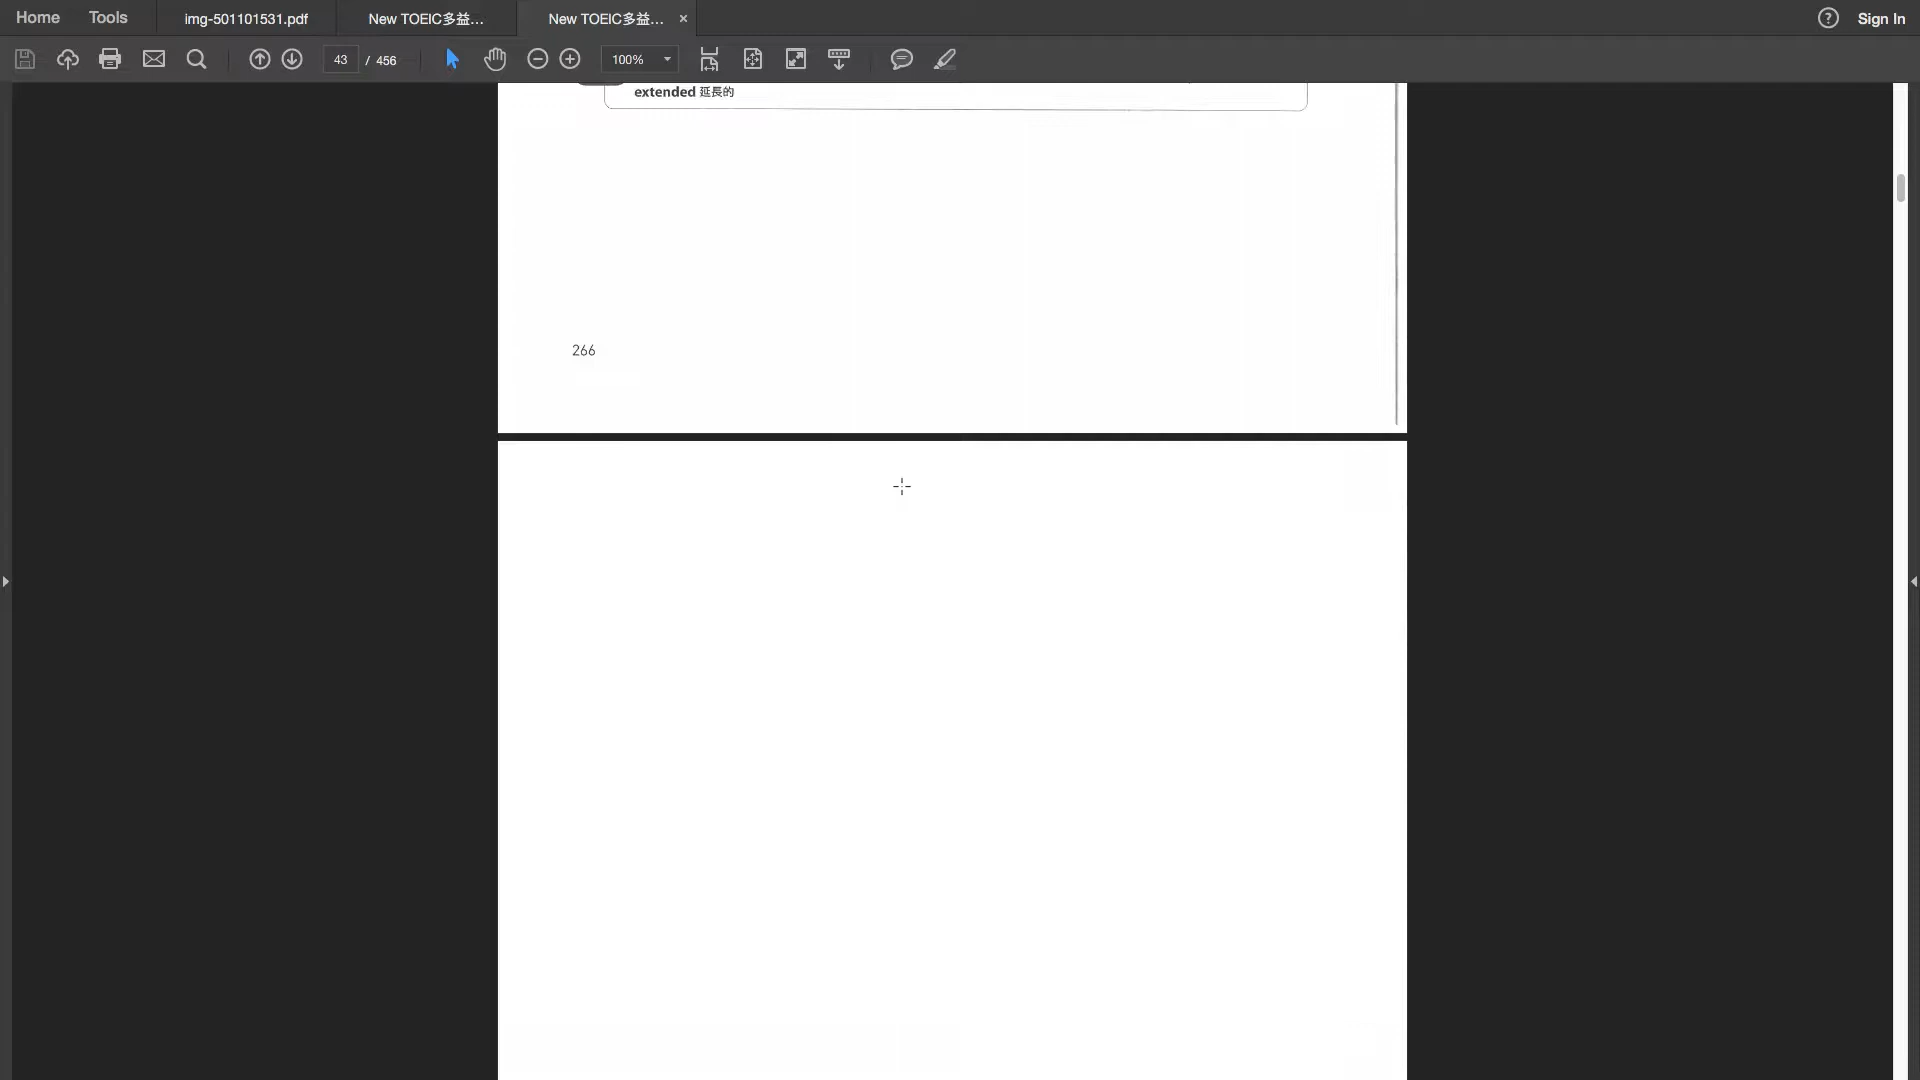 Home Tools img-501101531.pdf New TOEIC多益... New TOEIC多益... × ? Sign In
43 / 456 100%
extended 延長的
266